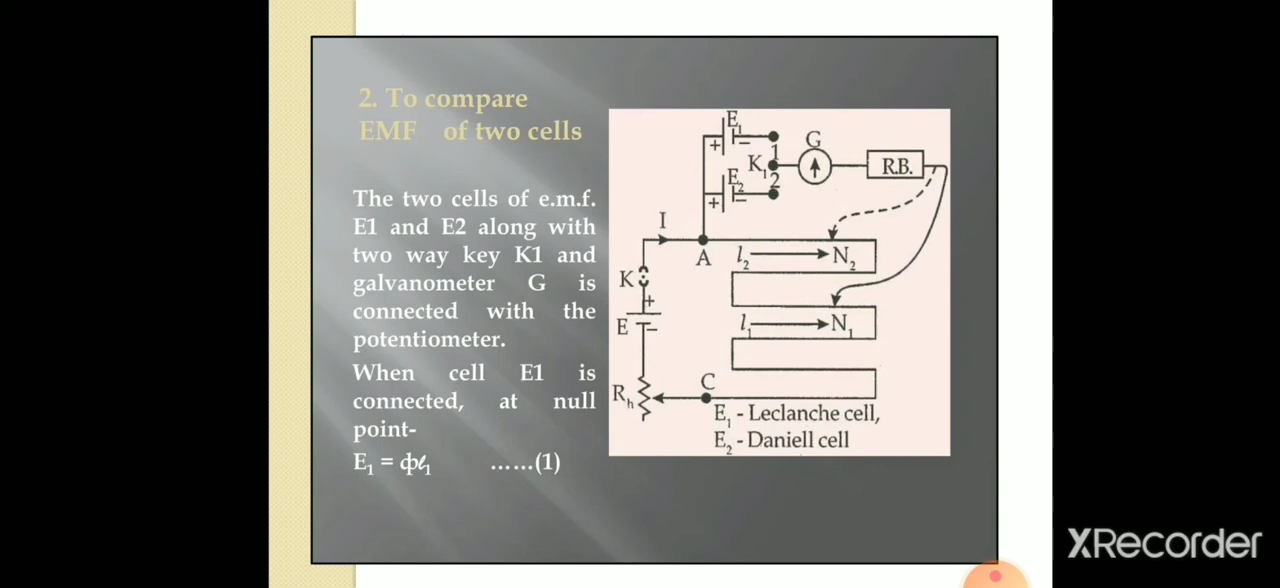 2. To compare
EMF of two cells
The two cells of e.m.f.
E1 and E2 along with
two way key K1 and
galvanometer G is
connected with the
potentiometer.
When cell E1 is
connected, at null
point-
E₁ = фℓ₁ ......(1)
E₁
+ −
1
K₁
G
R.B.
E₂
2
+ −
I
A
l₂
N₂
K
+
E
−
l₁
N₁
C
Rₕ
E₁ - Leclanche cell,
E₂ - Daniell cell
XRecorder